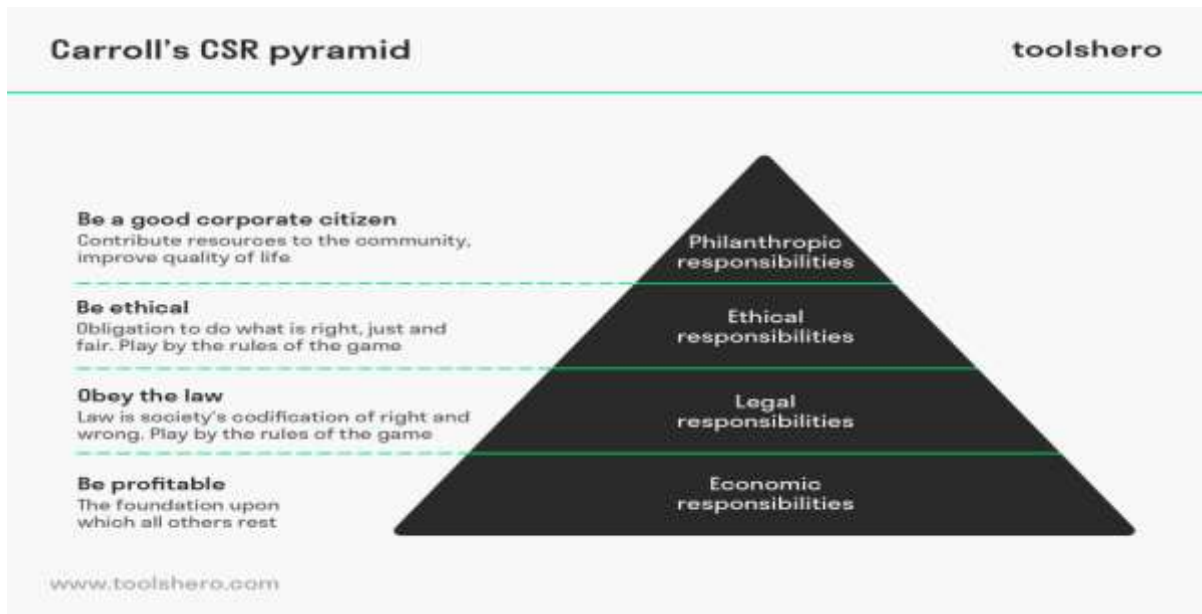 Carroll's CSR pyramid
toolshero
Be a good corporate citizen
Contribute resources to the community,
improve quality of life
Philanthropic
responsibilities
Be ethical
Obligation to do what is right, just and
fair. Play by the rules of the game
Ethical
responsibilities
Obey the law
Law is society's codification of right and
wrong. Play by the rules of the game
Legal
responsibilities
Be profitable
The foundation upon
which all others rest
Economic
responsibilities
www.toolshero.com